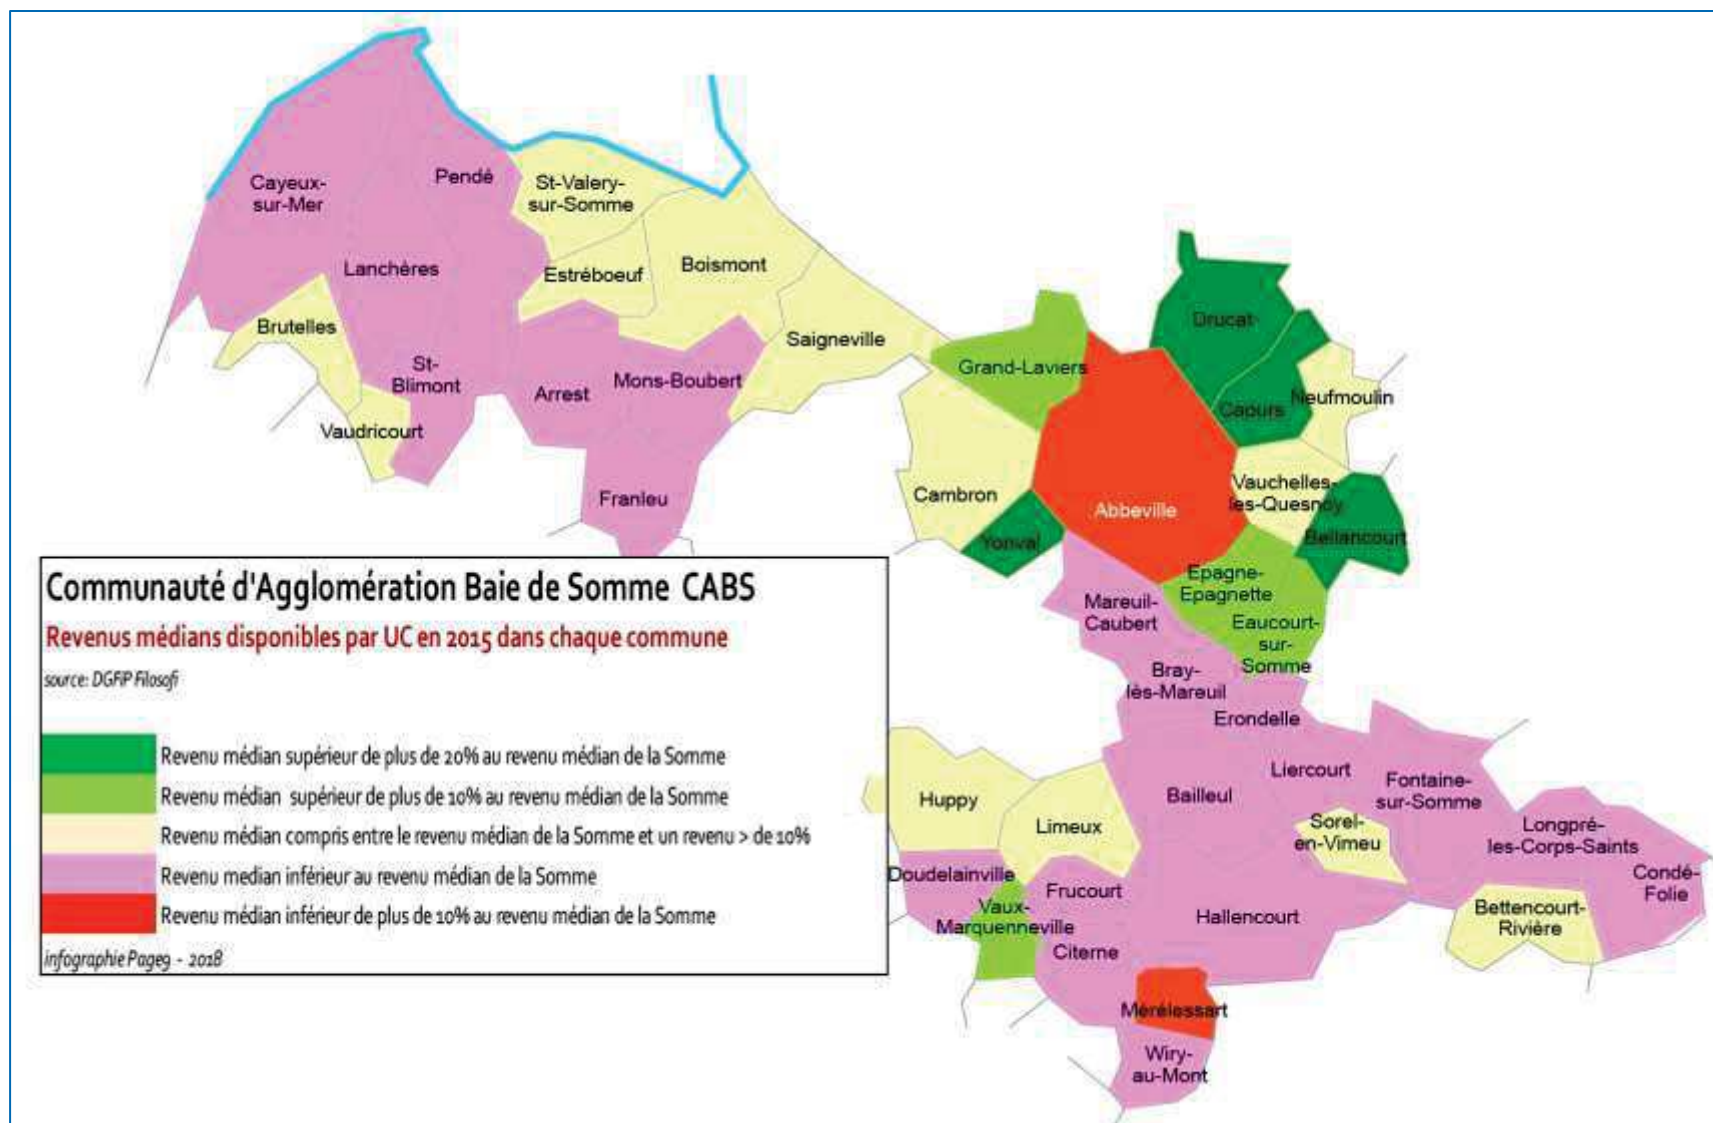 Cayeux-
sur-Mer
Pendé
St-Valery-
sur-Somme
Lanchères
Estréboeuf
Boismont
Brutelles
Saigneville
St-
Blimont
Arrest
Mons-Boubert
Vaudricourt
Franleu
Drucat
Grand-Laviers
Caours
Neufmoulin
Cambron
Abbeville
Vauchelles-
les-Quesnoy
Yonval
Bellancourt
Epagne-
Epagnette
Mareuil-
Caubert
Eaucourt-
sur-
Somme
Bray-
lès-Mareuil
Erondelle
Communauté d'Agglomération Baie de Somme CABS
Revenus médians disponibles par UC en 2015 dans chaque commune
source: DGFiP Filosofi
Revenu médian supérieur de plus de 20% au revenu médian de la Somme
Revenu médian supérieur de plus de 10% au revenu médian de la Somme
Revenu médian compris entre le revenu médian de la Somme et un revenu > de 10%
Revenu median inférieur au revenu médian de la Somme
Revenu médian inférieur de plus de 10% au revenu médian de la Somme
infographie Page9 - 2018
Huppy
Limeux
Bailleul
Liercourt
Fontaine-
sur-Somme
Sorel-
en-Vimeu
Longpré-
les-Corps-Saints
Condé-
Folie
Doudelainville
Frucourt
Vaux-
Marquenneville
Hallencourt
Bettencourt-
Rivière
Citerne
Mérélessart
Wiry-
au-Mont